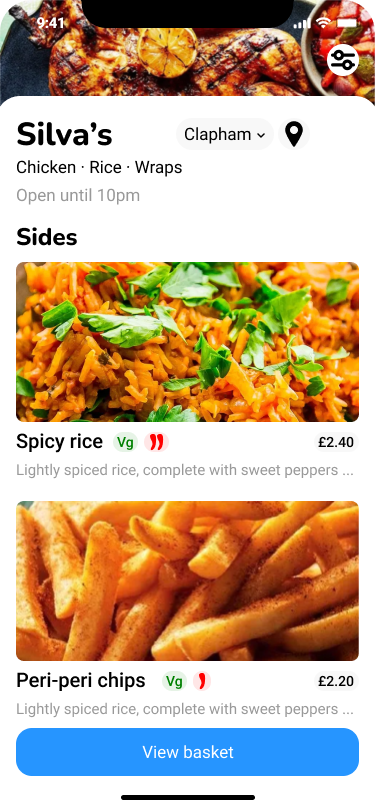 9:41
Silva's
Clapham
Chicken · Rice · Wraps
Open until 10pm
Sides
Spicy rice Vg £2.40
Lightly spiced rice, complete with sweet peppers ...
Peri-peri chips Vg £2.20
Lightly spiced rice, complete with sweet peppers ...
View basket